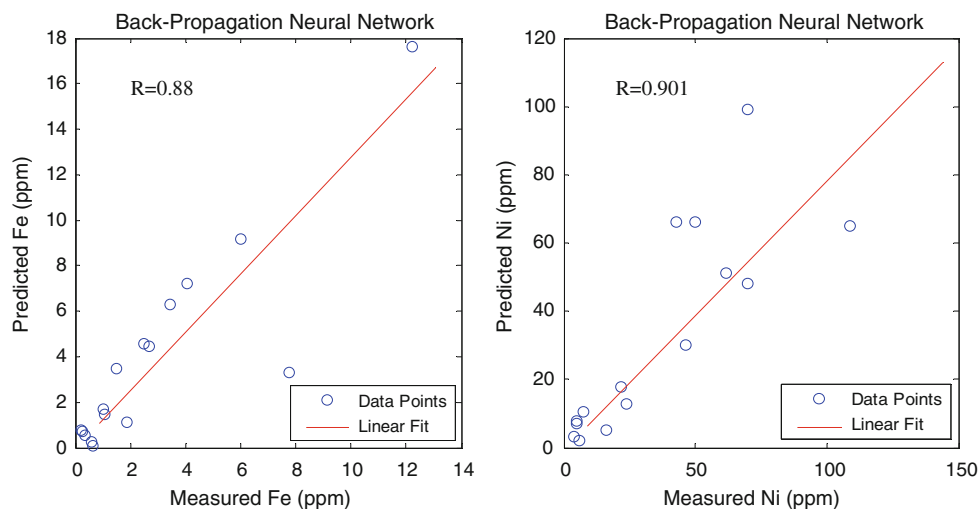 Back-Propagation Neural Network
R=0.88
Predicted Fe (ppm)
18
16
14
12
10
8
6
4
2
0
0 2 4 6 8 10 12 14
Measured Fe (ppm)
Data Points
Linear Fit
Back-Propagation Neural Network
R=0.901
Predicted Ni (ppm)
120
100
80
60
40
20
0
0 50 100 150
Measured Ni (ppm)
Data Points
Linear Fit